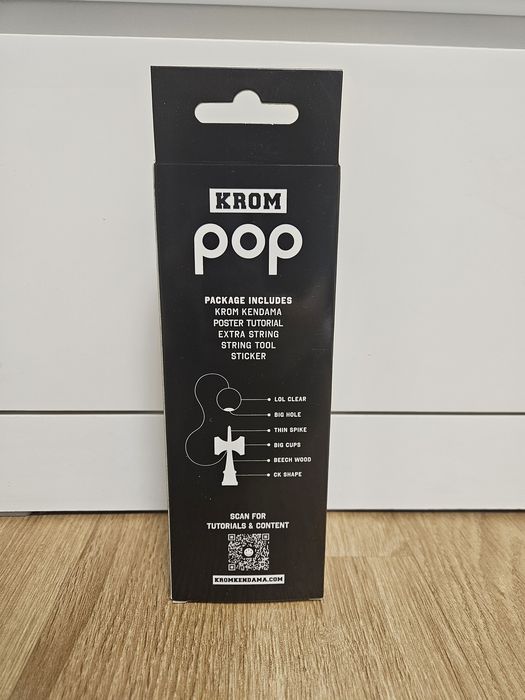 KROM
pop
PACKAGE INCLUDES
KROM KENDAMA
POSTER TUTORIAL
EXTRA STRING
STRING TOOL
STICKER
LOL CLEAR
BIG HOLE
THIN SPIKE
BIG CUPS
BEECH WOOD
CK SHAPE
SCAN FOR
TUTORIALS & CONTENT
KROMKENDAMA.COM